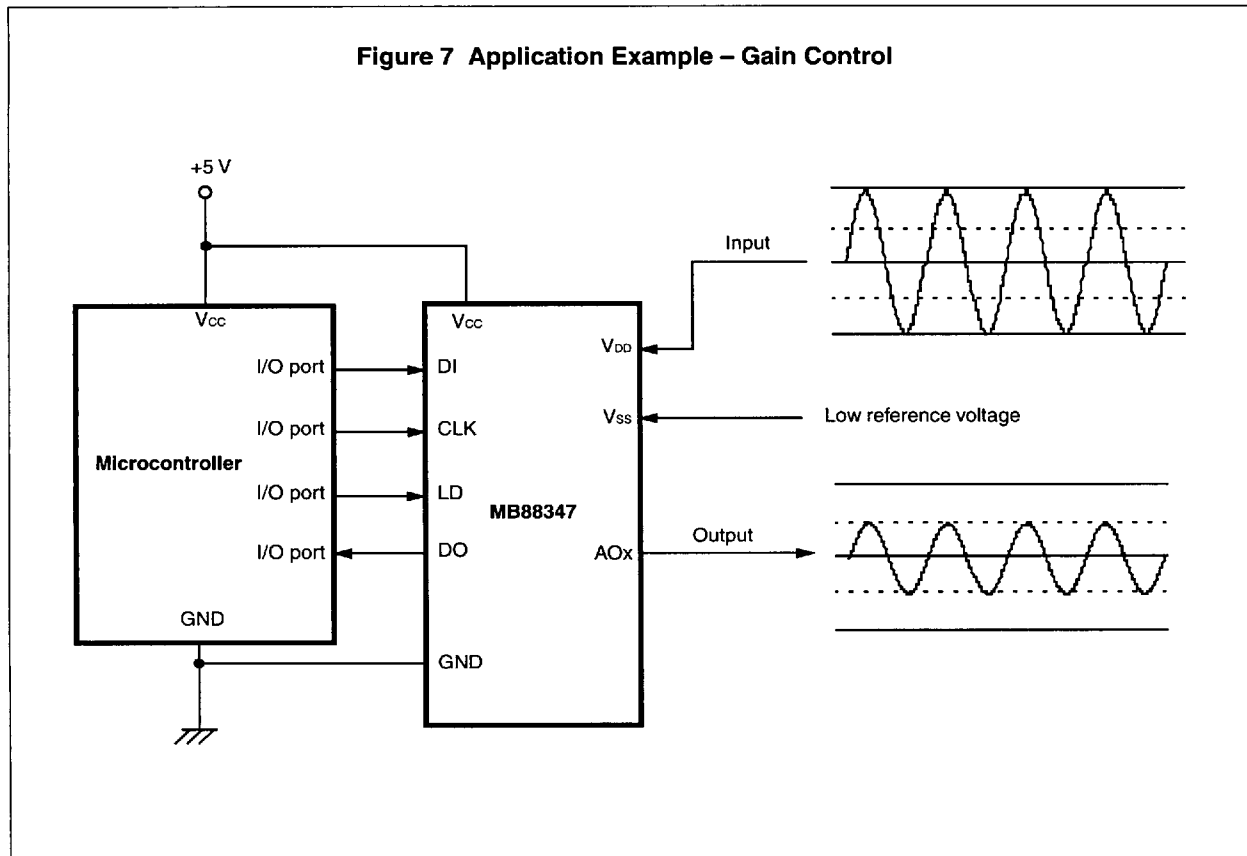 Figure 7 Application Example – Gain Control
+5 V
Vcc
I/O port
I/O port
Microcontroller
I/O port
I/O port
GND
Vcc
DI
CLK
LD
MB88347
DO
GND
VDD
Vss
AOx
Input
Low reference voltage
Output